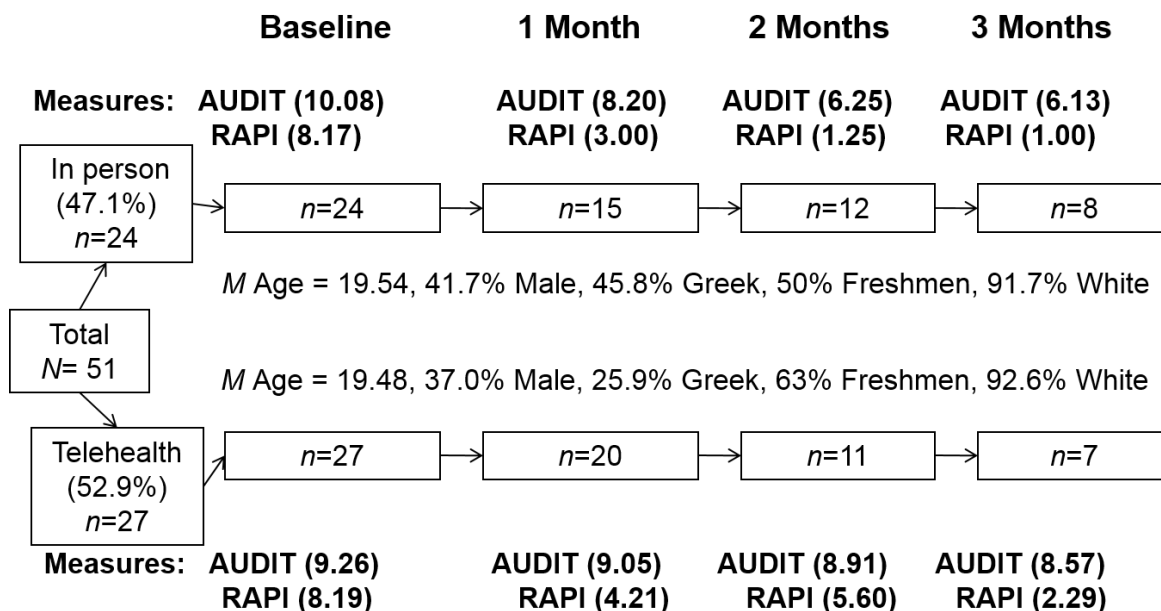 Baseline 1 Month 2 Months 3 Months
Measures: AUDIT (10.08) AUDIT (8.20) AUDIT (6.25) AUDIT (6.13)
RAPI (8.17) RAPI (3.00) RAPI (1.25) RAPI (1.00)
In person
(47.1%)
n=24
n=24 n=15 n=12 n=8
M Age = 19.54, 41.7% Male, 45.8% Greek, 50% Freshmen, 91.7% White
Total
N= 51
M Age = 19.48, 37.0% Male, 25.9% Greek, 63% Freshmen, 92.6% White
Telehealth
(52.9%)
n=27
n=27 n=20 n=11 n=7
Measures: AUDIT (9.26) AUDIT (9.05) AUDIT (8.91) AUDIT (8.57)
RAPI (8.19) RAPI (4.21) RAPI (5.60) RAPI (2.29)